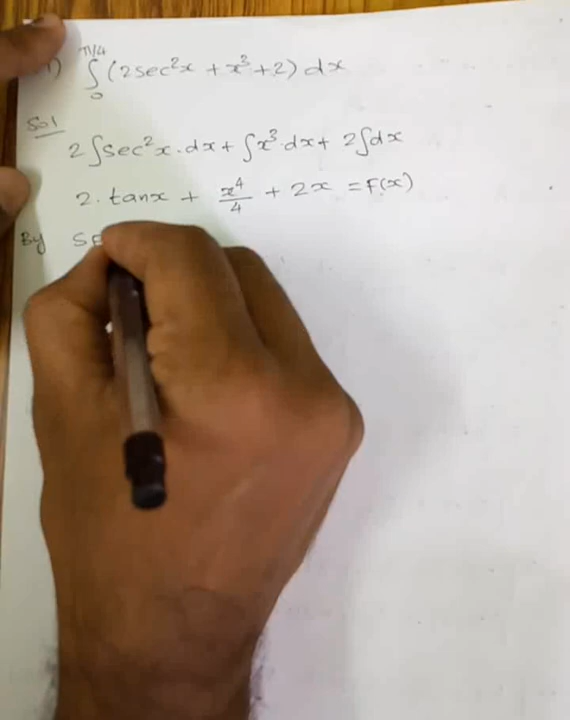 1) ∫₀^π/4 (2sec²x + x³ + 2) dx
Sol
2∫sec²x.dx + ∫x³.dx + 2∫dx
2. tanx + x⁴/4 + 2x = F(x)
By